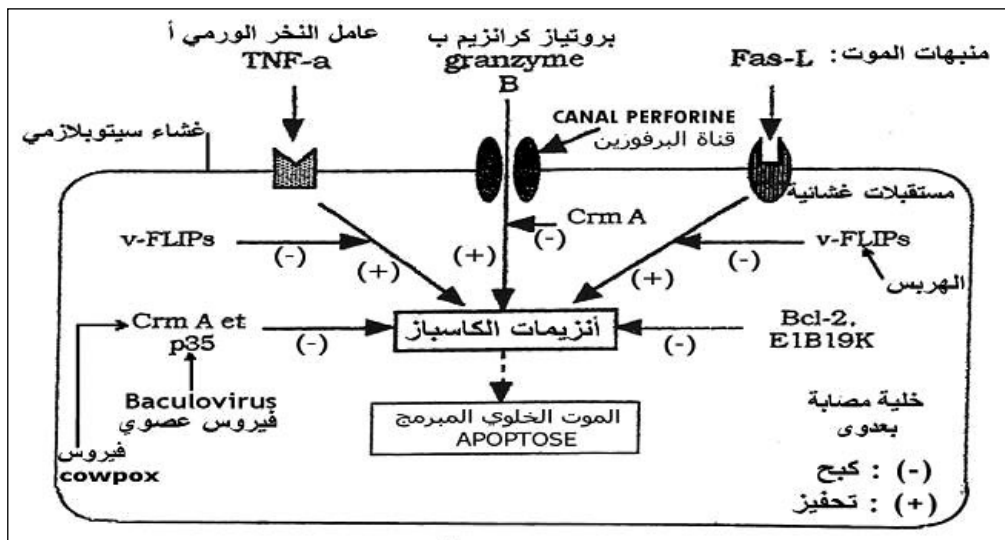 عامل النخر الورمي أ
TNF-a
بروتياز كرانزيم ب
granzyme
B
منبهات الموت :
Fas-L
غشاء سيتوبلازمي
CANAL PERFORINE
قناة البرفوزين
مستقبلات غشائية
v-FLIPs
(-)
(+)
(+)
Crm A
(-)
(+)
(-)
v-FLIPs
الهربس
Crm A et
p35
(-)
أنزيمات الكاسباز
(-)
Bcl-2.
E1B19K
Baculovirus
فيروس عصوي
فيروس
cowpox
الموت الخلوي المبرمج
APOPTOSE
خلية مصابة
بعدوى
(-) : كبح
(+) : تحفيز